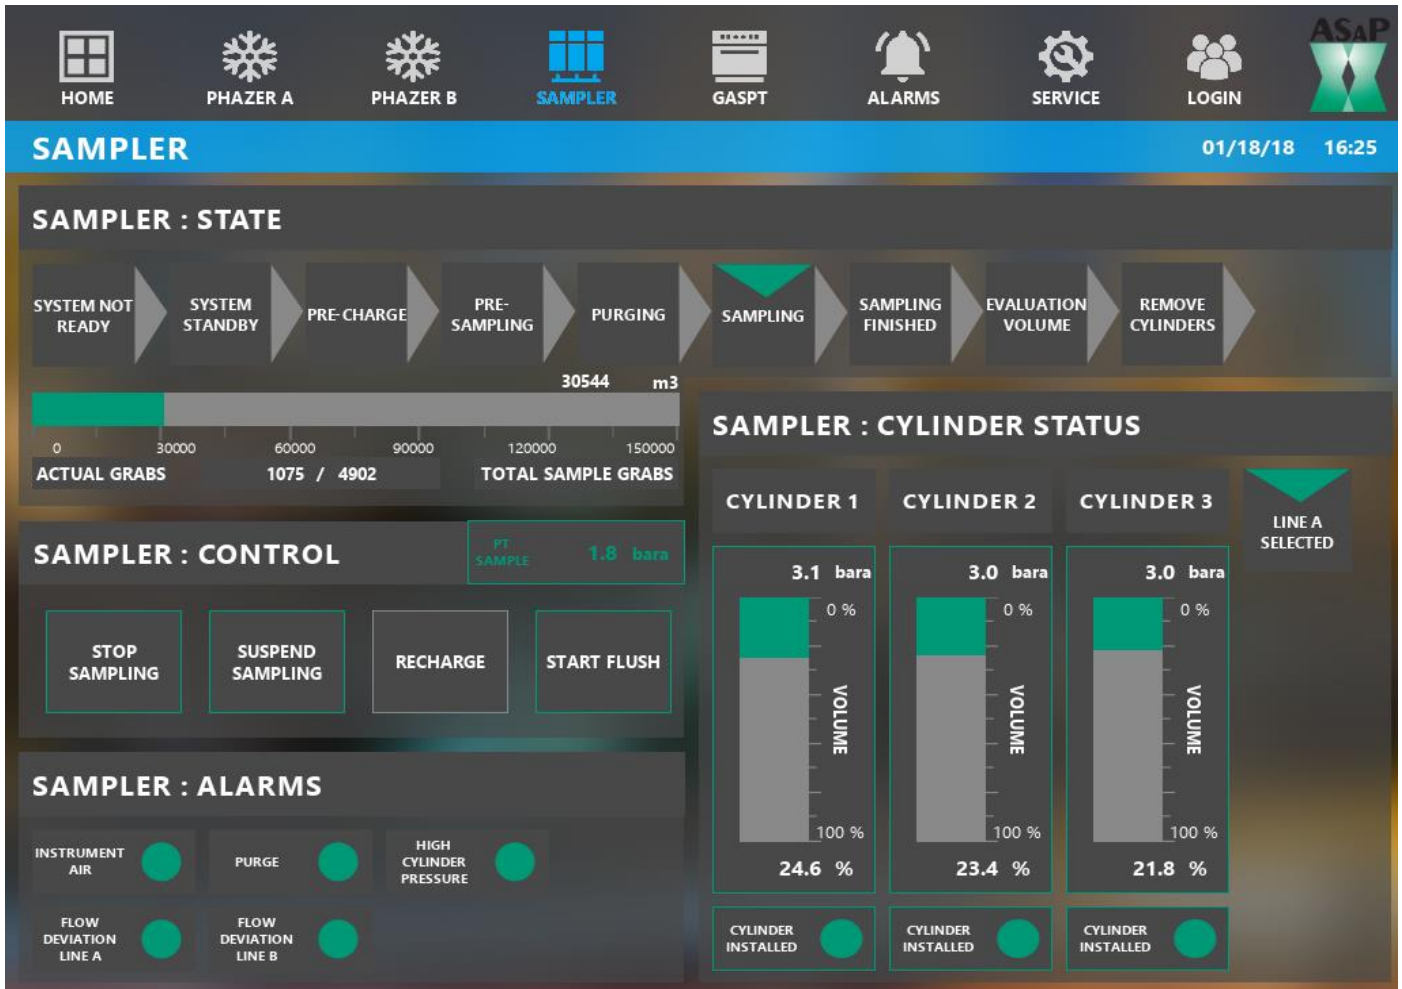 ASaP
HOME
PHAZER A
PHAZER B
SAMPLER
GASPT
ALARMS
SERVICE
LOGIN
SAMPLER
01/18/18 16:25
SAMPLER : STATE
SYSTEM NOT
READY
SYSTEM
STANDBY
PRE-CHARGE
PRE-
SAMPLING
PURGING
SAMPLING
SAMPLING
FINISHED
EVALUATION
VOLUME
REMOVE
CYLINDERS
30544 m3
0 30000 60000 90000 120000 150000
ACTUAL GRABS 1075 / 4902 TOTAL SAMPLE GRABS
SAMPLER : CONTROL
PT
SAMPLE
1.8 bara
STOP
SAMPLING
SUSPEND
SAMPLING
RECHARGE
START FLUSH
SAMPLER : ALARMS
INSTRUMENT
AIR
PURGE
HIGH
CYLINDER
PRESSURE
FLOW
DEVIATION
LINE A
FLOW
DEVIATION
LINE B
SAMPLER : CYLINDER STATUS
CYLINDER 1
3.1 bara
0 %
VOLUME
100 %
24.6 %
CYLINDER
INSTALLED
CYLINDER 2
3.0 bara
0 %
VOLUME
100 %
23.4 %
CYLINDER
INSTALLED
CYLINDER 3
3.0 bara
0 %
VOLUME
100 %
21.8 %
CYLINDER
INSTALLED
LINE A
SELECTED